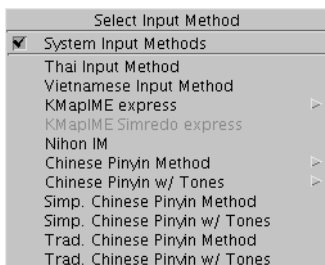 Select Input Method
System Input Methods
Thai Input Method
Vietnamese Input Method
KMapIME express
KMapIME Simredo express
Nihon IM
Chinese Pinyin Method
Chinese Pinyin w/ Tones
Simp. Chinese Pinyin Method
Simp. Chinese Pinyin w/ Tones
Trad. Chinese Pinyin Method
Trad. Chinese Pinyin w/ Tones